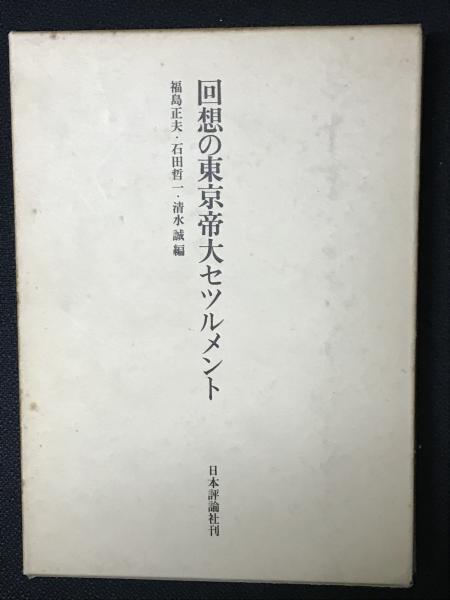 回想の東京帝大セツルメント
福島正夫・石田哲一・清水 誠 編
日本評論社刊